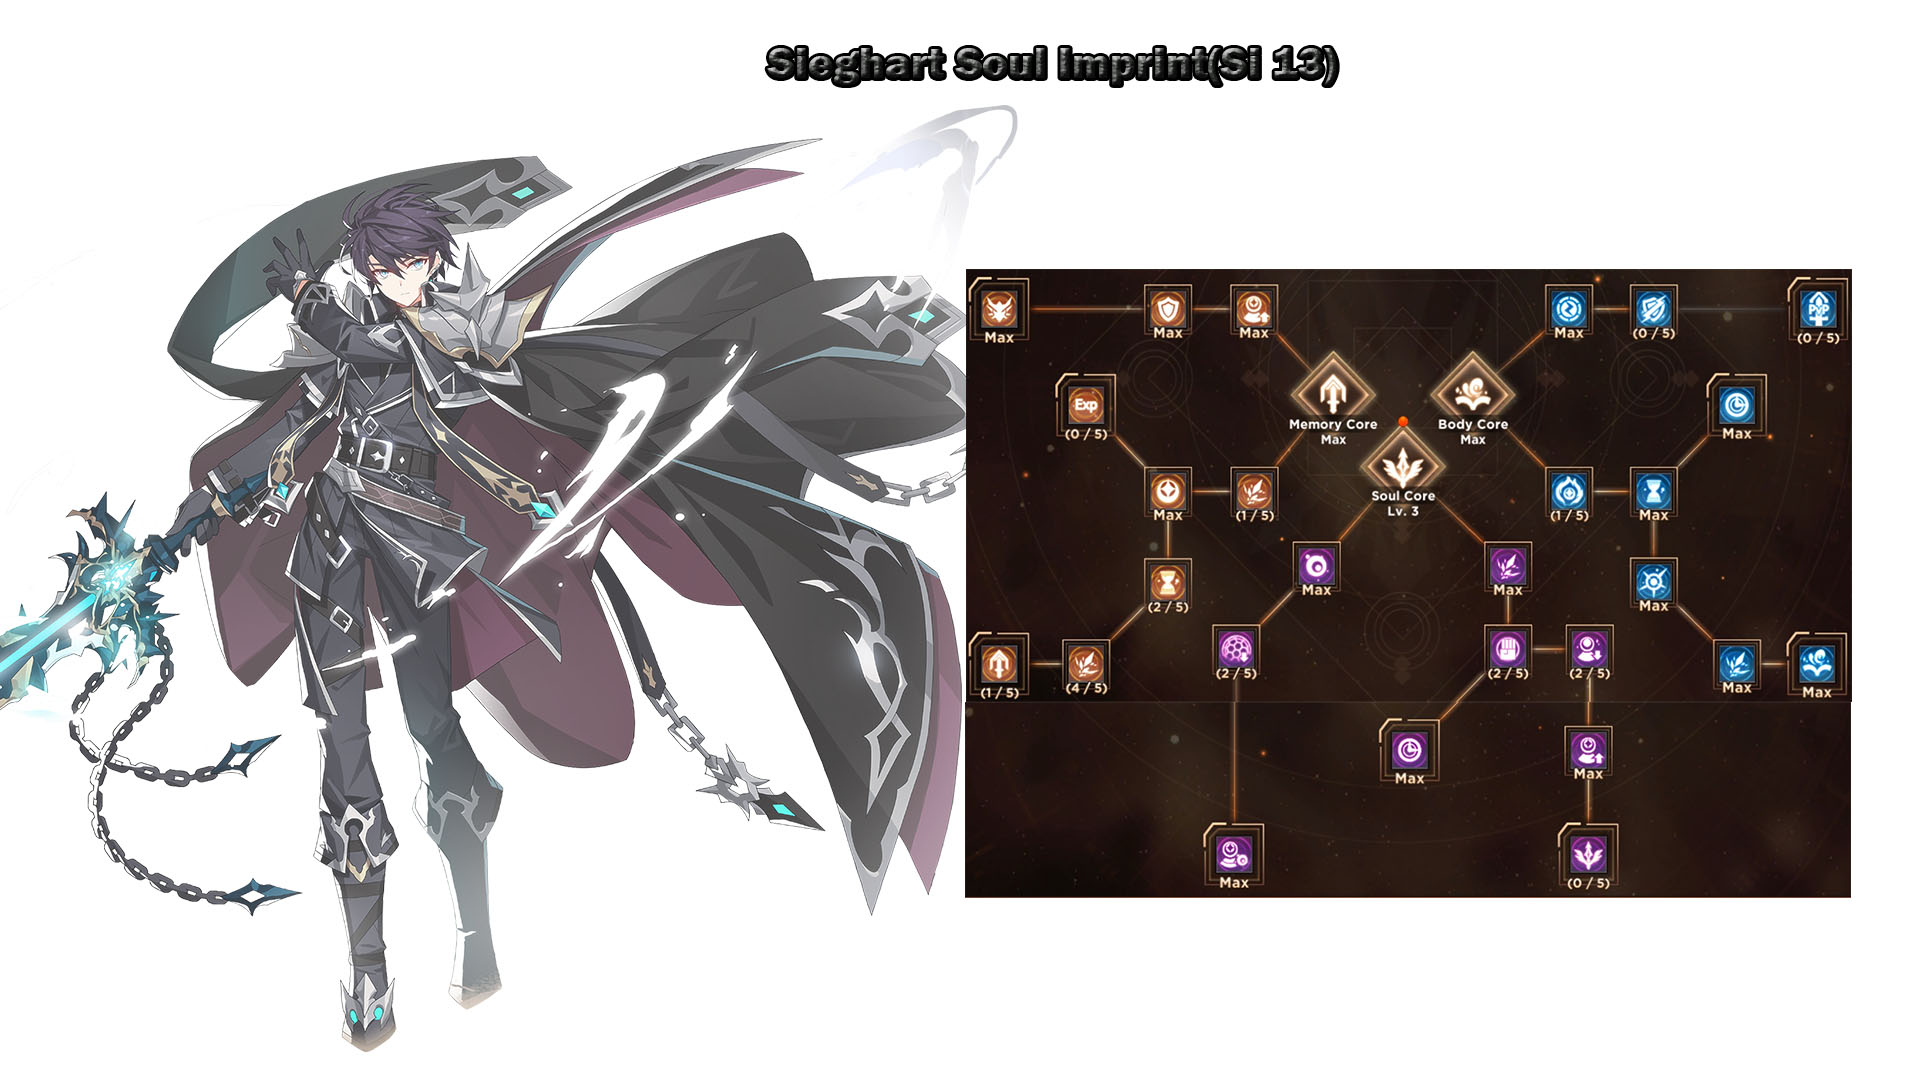 Sieghart Soul Imprint(Si 13)
Max
Max
Max
Max
(0 / 5)
PVP
(0 / 5)
Exp
(0 / 5)
Memory Core
Max
Body Core
Max
Max
Soul Core
Lv. 3
Max
(1 / 5)
(1 / 5)
Max
Max
Max
(2 / 5)
Max
(1 / 5)
(4 / 5)
(2 / 5)
(2 / 5)
(2 / 5)
Max
Max
Max
Max
Max
(0 / 5)